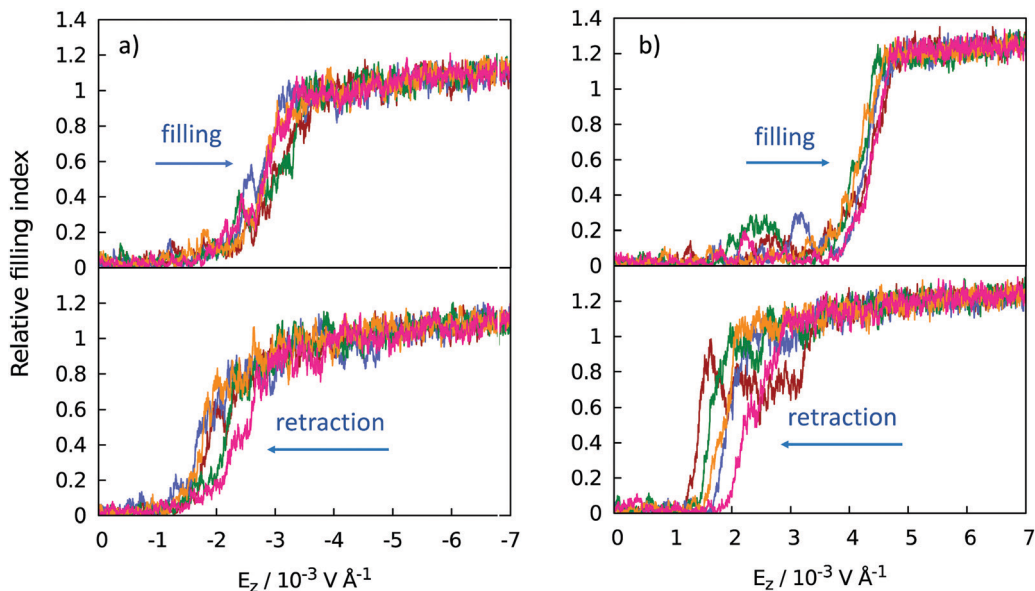 Relative filling index
a)
1.4
1.2
1
0.8
0.6
0.4
0.2
0
filling
1.2
1
0.8
0.6
0.4
0.2
0
retraction
0 -1 -2 -3 -4 -5 -6 -7
E_z / 10⁻³ V Å⁻¹
b)
1.4
1.2
1
0.8
0.6
0.4
0.2
0
filling
1.2
1
0.8
0.6
0.4
0.2
0
retraction
0 1 2 3 4 5 6 7
E_z / 10⁻³ V Å⁻¹